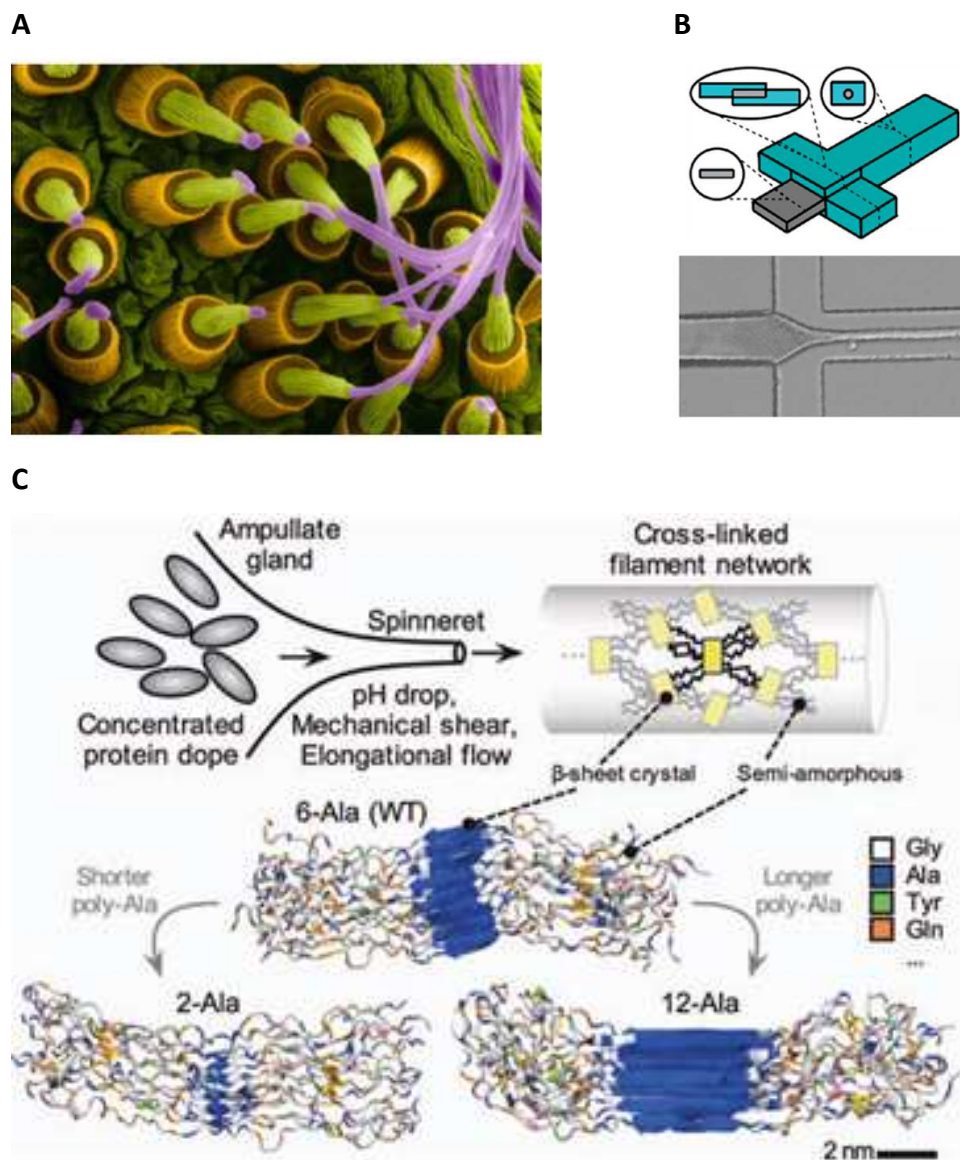 A
B
C
Ampullate
gland
Spinneret
Concentrated
protein dope
pH drop,
Mechanical shear,
Elongational flow
Cross-linked
filament network
β-sheet crystal
Semi-amorphous
6-Ala (WT)
Shorter
poly-Ala
Longer
poly-Ala
Gly
Ala
Tyr
Gln
...
2-Ala
12-Ala
2 nm